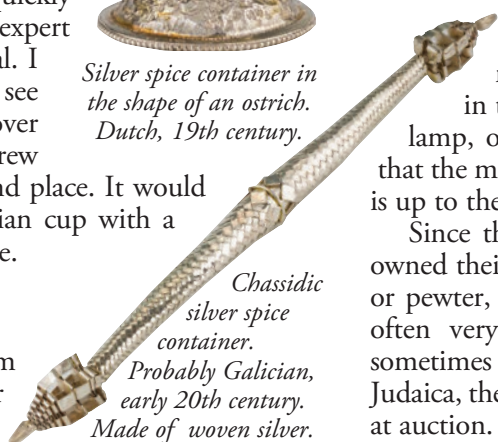 quickly
expert
al. I
see
over
rew
nd place. It would
ian cup with a
e.
m
r
Silver spice container in
the shape of an ostrich.
Dutch, 19th century.
Chassidic
silver spice
container.
Probably Galician,
early 20th century.
Made of woven silver.
in t
lamp, o
that the m
is up to the
Since th
owned thei
or pewter,
often very
sometimes
Judaica, the
at auction.